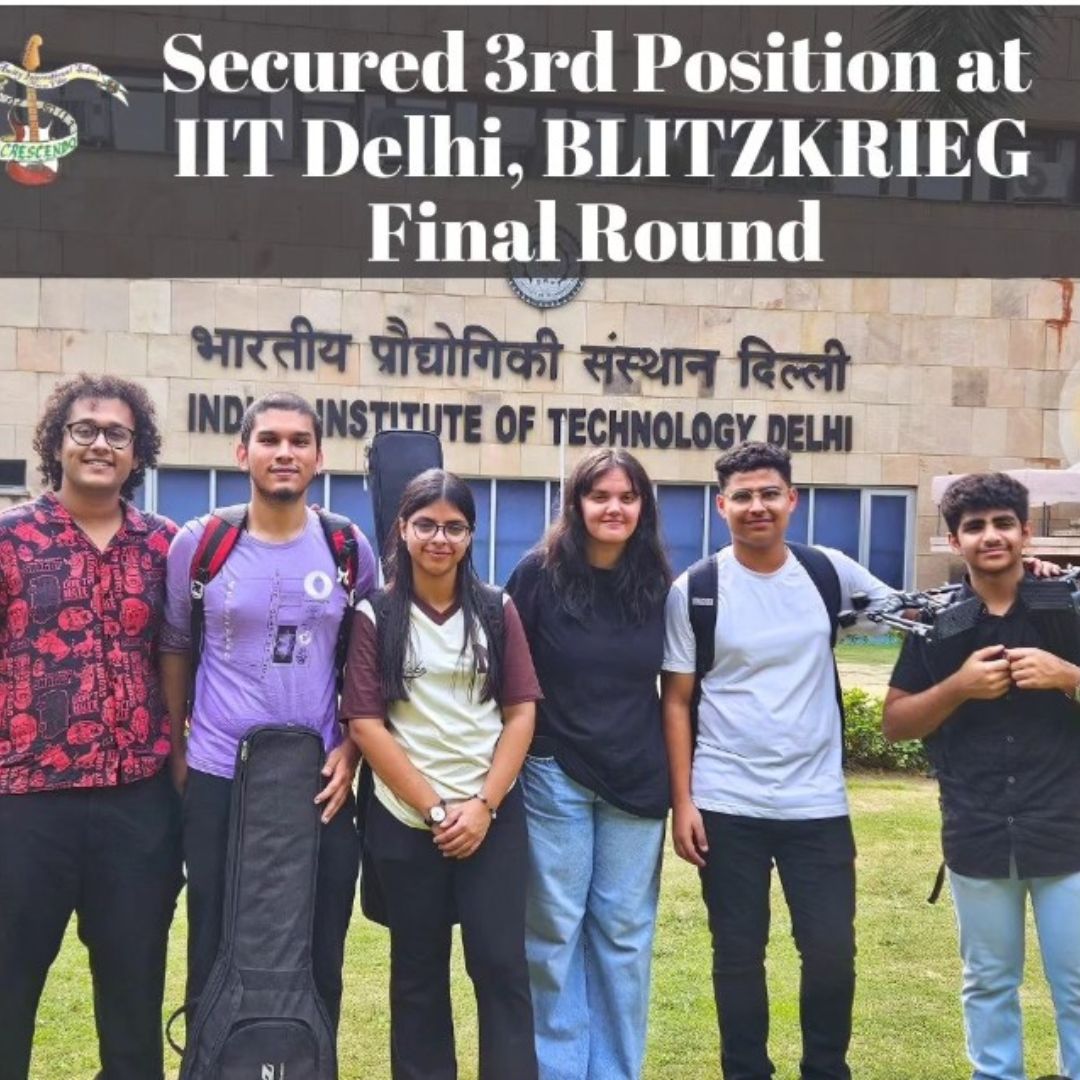 Secured 3rd Position at
IIT Delhi, BLITZKRIEG
Final Round
CRESCENDO
भारतीय प्रौद्योगिकी संस्थान दिल्ली
INSTITUTE OF TECHNOLOGY DELHI